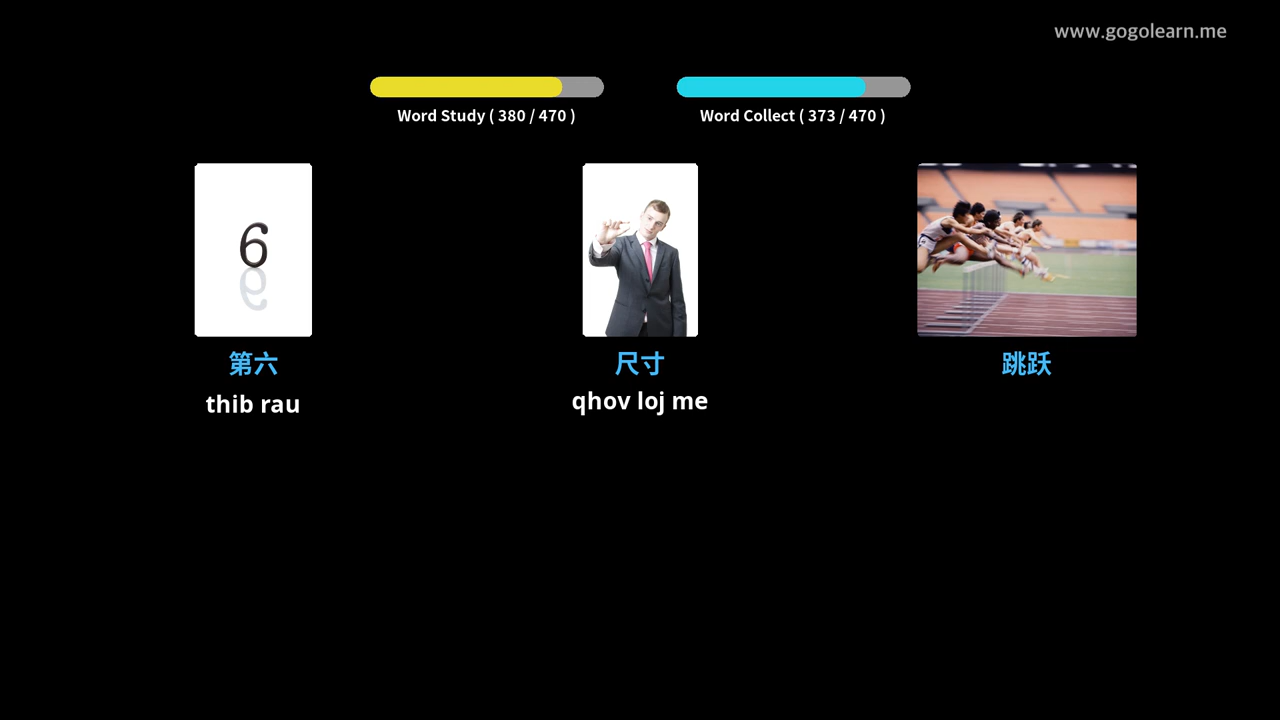 www.gogolearn.me
Word Study ( 380 / 470 )
Word Collect ( 373 / 470 )
6
第六
thib rau
尺寸
qhov loj me
跳跃